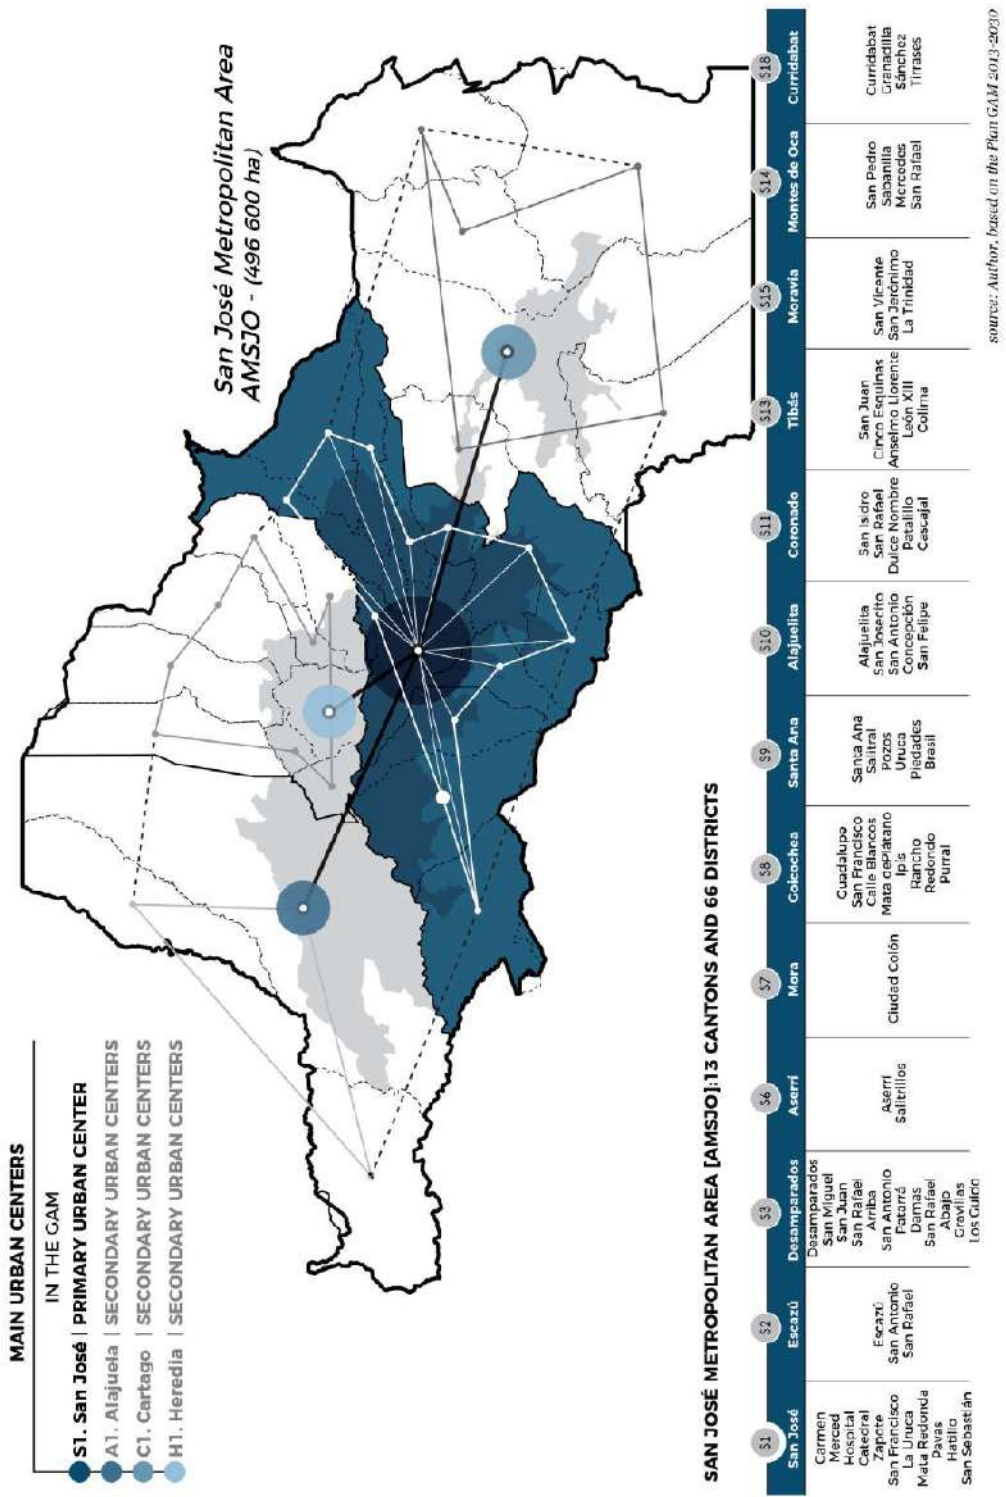 MAIN URBAN CENTERS
IN THE GAM
S1. San José | PRIMARY URBAN CENTER
A1. Alajuela | SECONDARY URBAN CENTERS
C1. Cartago | SECONDARY URBAN CENTERS
H1. Heredia | SECONDARY URBAN CENTERS
San José Metropolitan Area
AMSJO - (496 600 ha)
SAN JOSÉ METROPOLITAN AREA [AMSJO]:13 CANTONS AND 66 DISTRICTS
S1
San José
Carmen
Merced
Hospital
Catedral
Zapote
San Francisco
La Uruca
Mata Redonda
Pavas
Hatillo
San Sebastián
S2
Escazú
Escazú
San Antonio
San Rafael
S3
Desamparados
Desamparados
San Miguel
San Juan
San Rafael
Arriba
San Antonio
Patarrá
Damas
San Rafael
Abajo
Gravilias
Los Guido
S6
Aserrí
Aserrí
Salitrillos
S7
Mora
Ciudad Colón
S8
Goicochea
Guadalupe
San Francisco
Calle Blancos
Mata dePlátano
Ipís
Rancho
Redondo
Purral
S9
Santa Ana
Santa Ana
Salitral
Pozos
Uruca
Piedades
Brasil
S10
Alajuelita
Alajuelita
San Josecito
San Antonio
Concepción
San Felipe
S11
Coronado
San Isidro
San Rafael
Dulce Nombre
Patalillo
Cascajal
S13
Tibás
San Juan
Cinco Esquinas
Anselmo Llorente
León XIII
Colima
S15
Moravia
San Vicente
San Jerónimo
La Trinidad
S14
Montes de Oca
San Pedro
Sabanilla
Mercedes
San Rafael
S18
Curridabat
Curridabat
Granadilla
Sánchez
Tirrases
source: Author, based on the Plan GAM 2013-2030